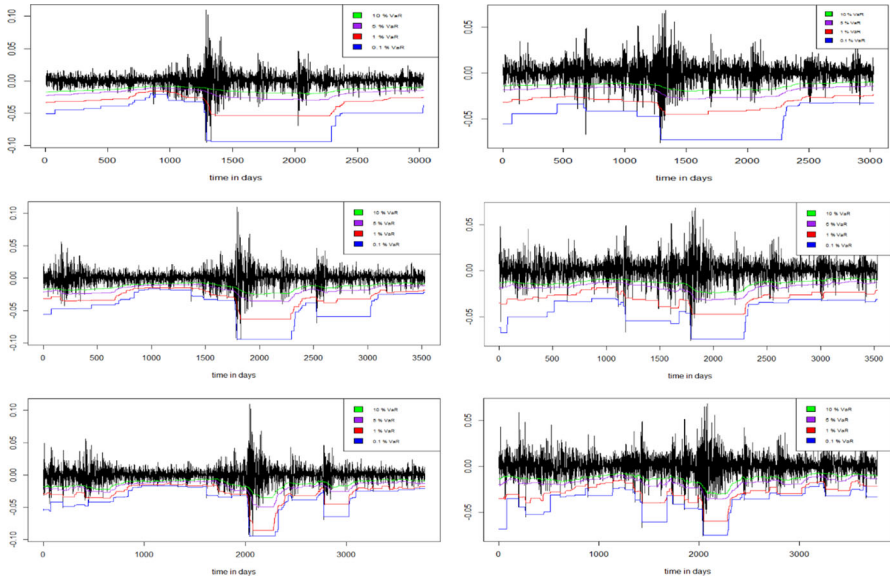 0.10
0.05
0.00
-0.05
-0.10
10 % VaR
5 % VaR
1 % VaR
0.1 % VaR
0 500 1000 1500 2000 2500 3000
time in days
0.05
0.00
-0.05
10 % VaR
5 % VaR
1 % VaR
0.1 % VaR
0 500 1000 1500 2000 2500 3000
time in days
0.10
0.05
0.00
-0.05
-0.10
10 % VaR
5 % VaR
1 % VaR
0.1 % VaR
0 500 1000 1500 2000 2500 3000 3500
time in days
0.05
0.00
-0.05
10 % VaR
5 % VaR
1 % VaR
0.1 % VaR
0 500 1000 1500 2000 2500 3000 3500
time in days
0.10
0.05
0.00
-0.05
-0.10
10 % VaR
5 % VaR
1 % VaR
0.1 % VaR
0 1000 2000 3000
time in days
0.05
0.00
-0.05
10 % VaR
5 % VaR
1 % VaR
0.1 % VaR
0 1000 2000 3000
time in days